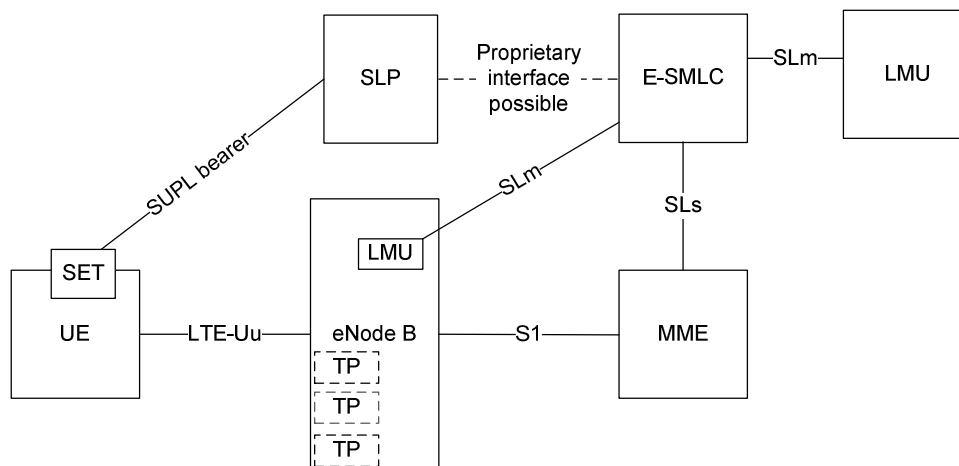 SLP
Proprietary
interface
possible
E-SMLC
SLm
LMU
SUPL bearer
SLm
SLs
LMU
SET
UE
LTE-Uu
eNode B
S1
MME
TP
TP
TP